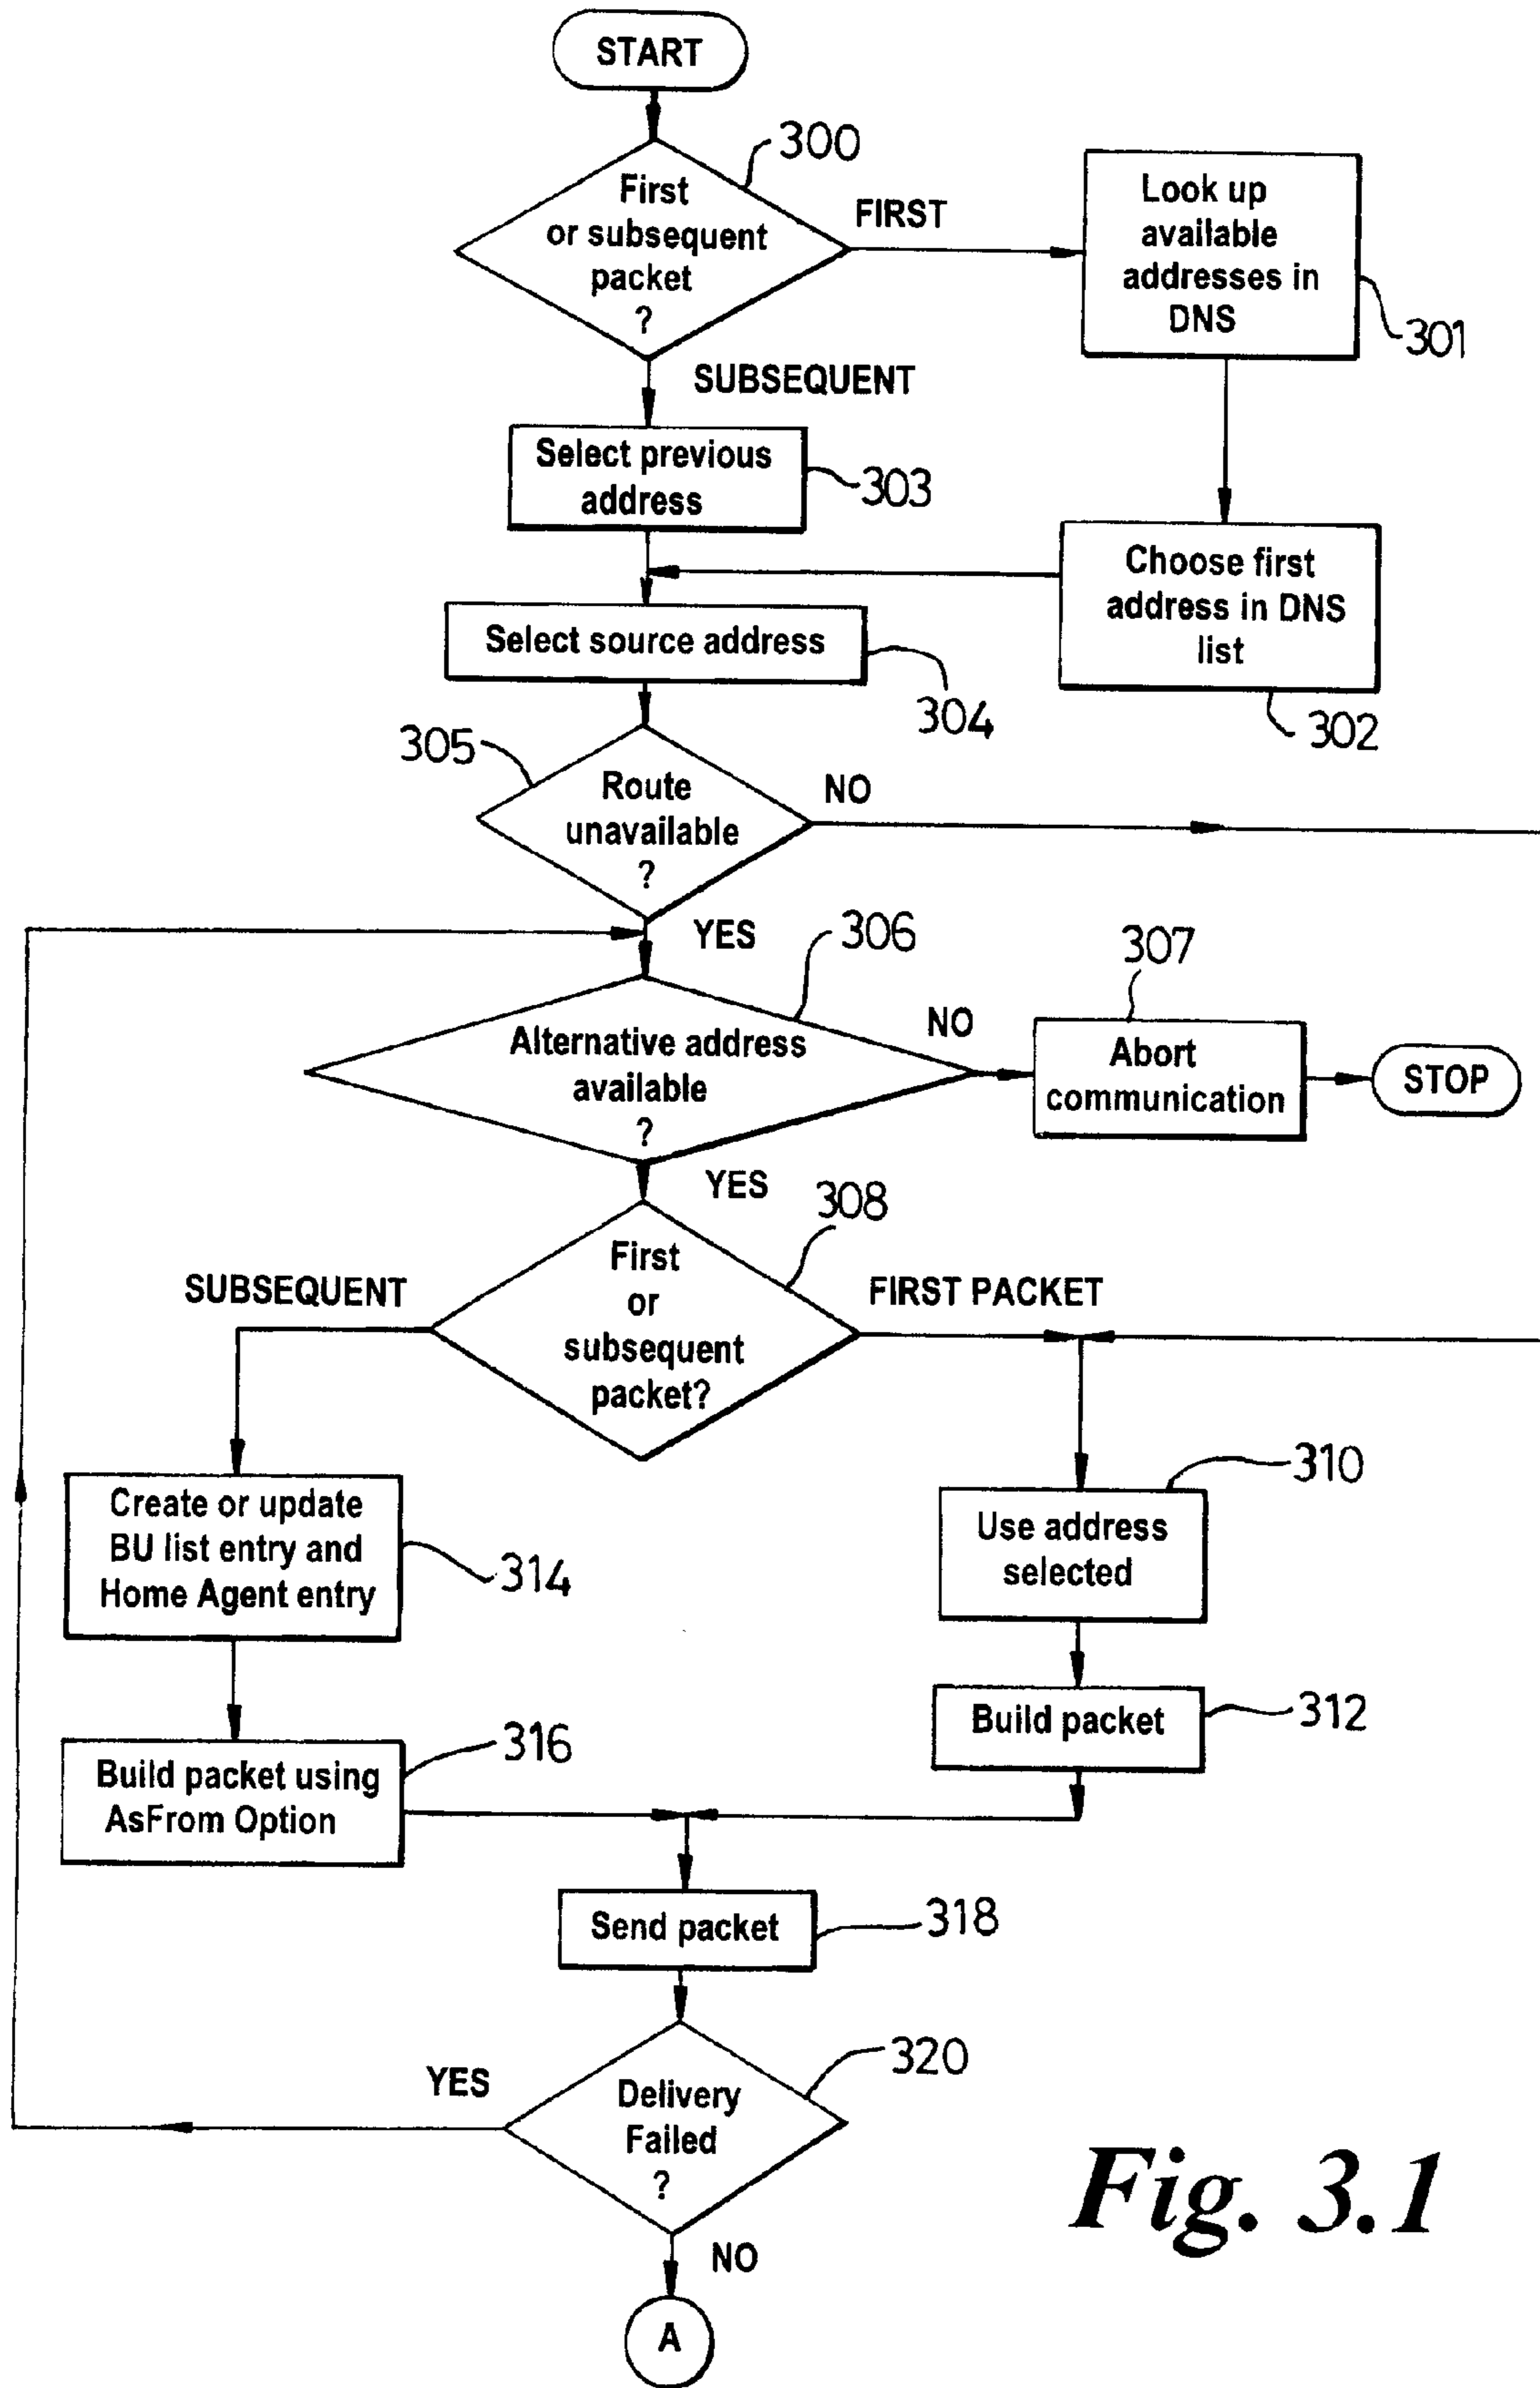 START
300
First
or subsequent
packet
?
FIRST
Look up
available
addresses in
DNS
301
SUBSEQUENT
Select previous
address
303
Choose first
address in DNS
list
302
Select source address
304
305
Route
unavailable
?
NO
YES
306
Alternative address
available
?
NO
307
Abort
communication
STOP
YES
308
First
or
subsequent
packet?
SUBSEQUENT
FIRST PACKET
Create or update
BU list entry and
Home Agent entry
314
310
Use address
selected
Build packet
312
Build packet using
AsFrom Option
316
Send packet
318
320
Delivery
Failed
?
YES
NO
A
Fig. 3.1